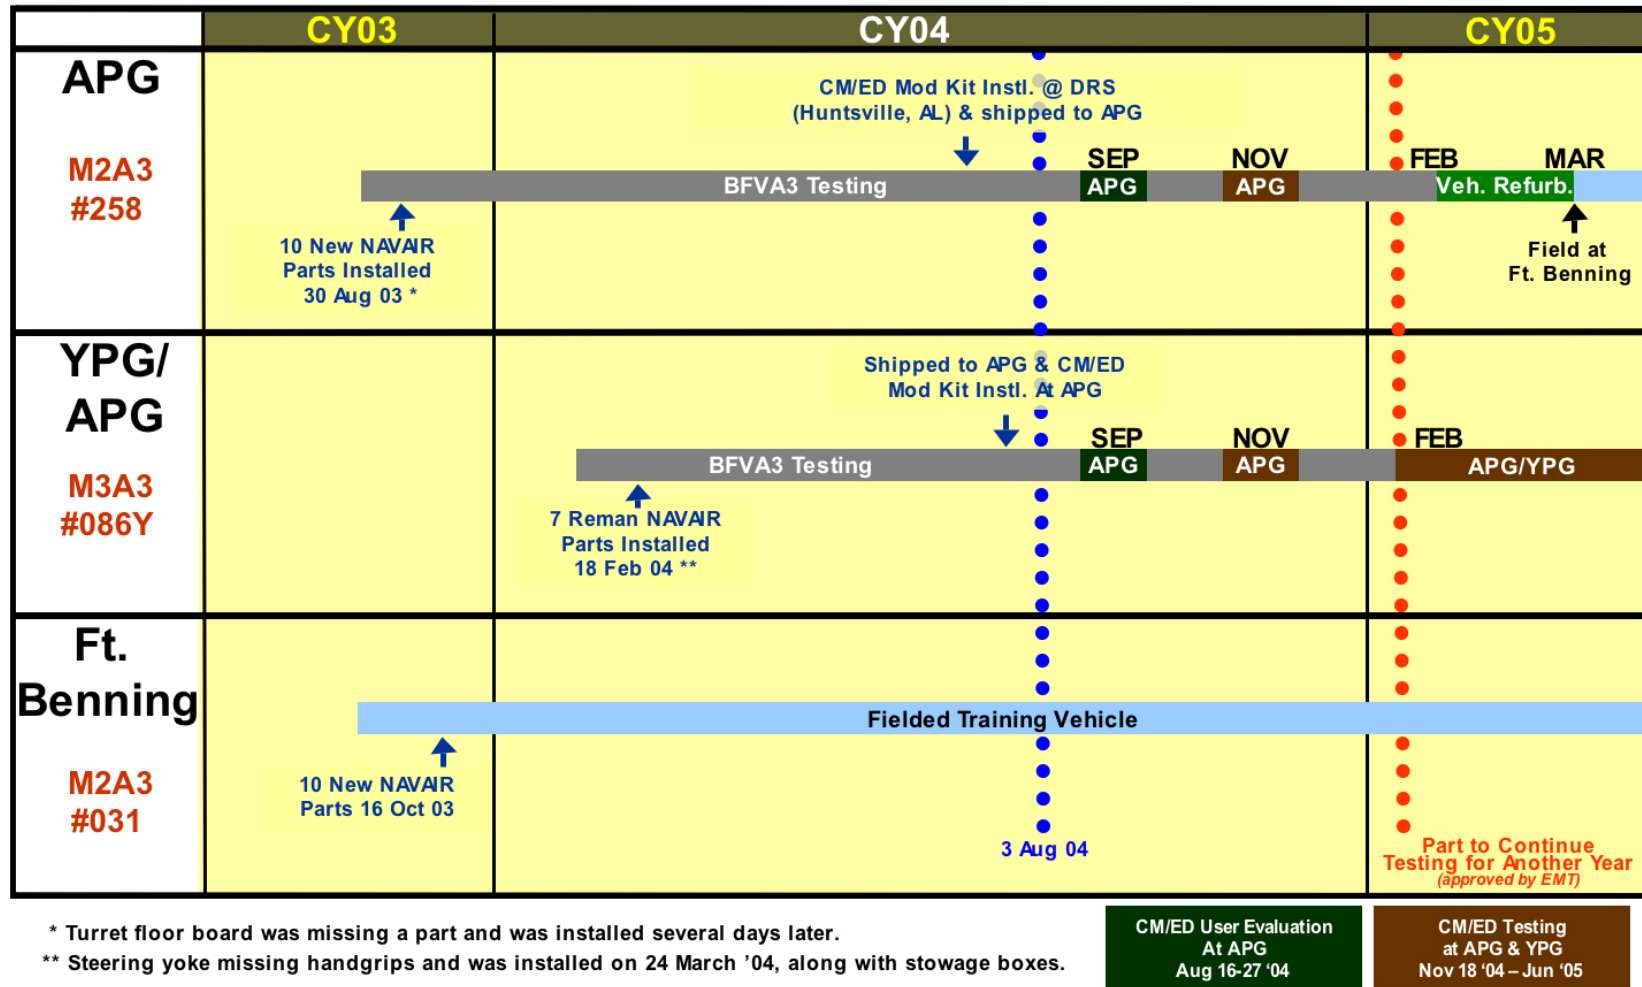 CY03 CY04 CY05
APG
M2A3
#258
CM/ED Mod Kit Instl. @ DRS
(Huntsville, AL) & shipped to APG
SEP NOV FEB MAR
BFVA3 Testing APG APG Veh. Refurb.
10 New NAVAIR
Parts Installed
30 Aug 03 *
Field at
Ft. Benning
YPG/
APG
M3A3
#086Y
Shipped to APG & CM/ED
Mod Kit Instl. At APG
SEP NOV FEB
BFVA3 Testing APG APG APG/YPG
7 Reman NAVAIR
Parts Installed
18 Feb 04 **
Ft.
Benning
M2A3
#031
Fielded Training Vehicle
10 New NAVAIR
Parts 16 Oct 03
3 Aug 04
Part to Continue
Testing for Another Year
(approved by EMT)
* Turret floor board was missing a part and was installed several days later.
** Steering yoke missing handgrips and was installed on 24 March ’04, along with stowage boxes.
CM/ED User Evaluation
At APG
Aug 16-27 ‘04
CM/ED Testing
at APG & YPG
Nov 18 ‘04 – Jun ‘05